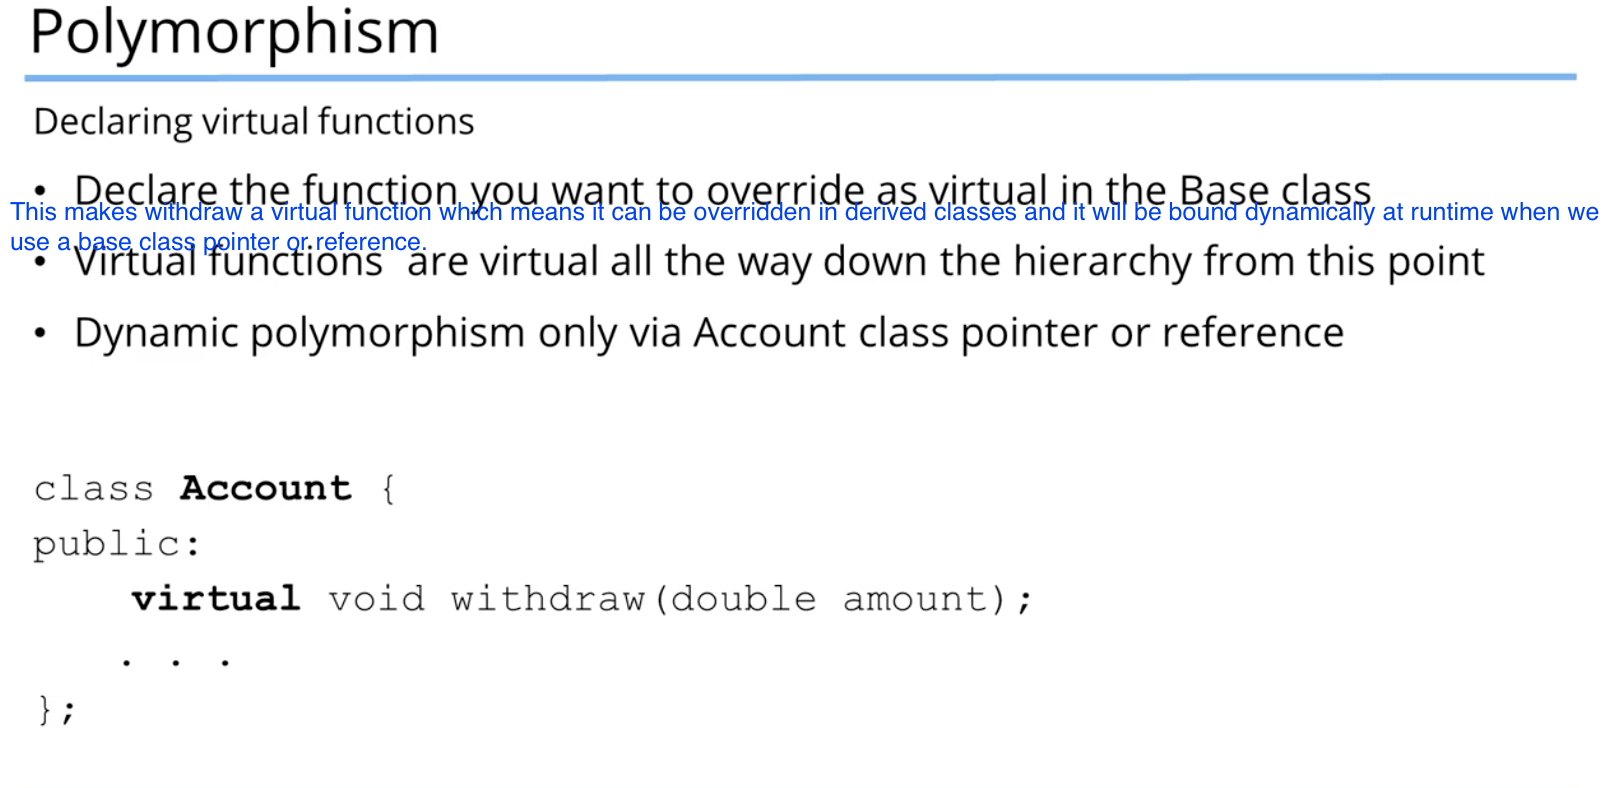 Polymorphism
Declaring virtual functions
• Declare the function you want to override as virtual in the Base class
This makes withdraw a virtual function which means it can be overridden in derived classes and it will be bound dynamically at runtime when we
use a base class pointer or reference.
• Virtual functions are virtual all the way down the hierarchy from this point
• Dynamic polymorphism only via Account class pointer or reference
class Account {
public:
    virtual void withdraw(double amount);
    . . .
};